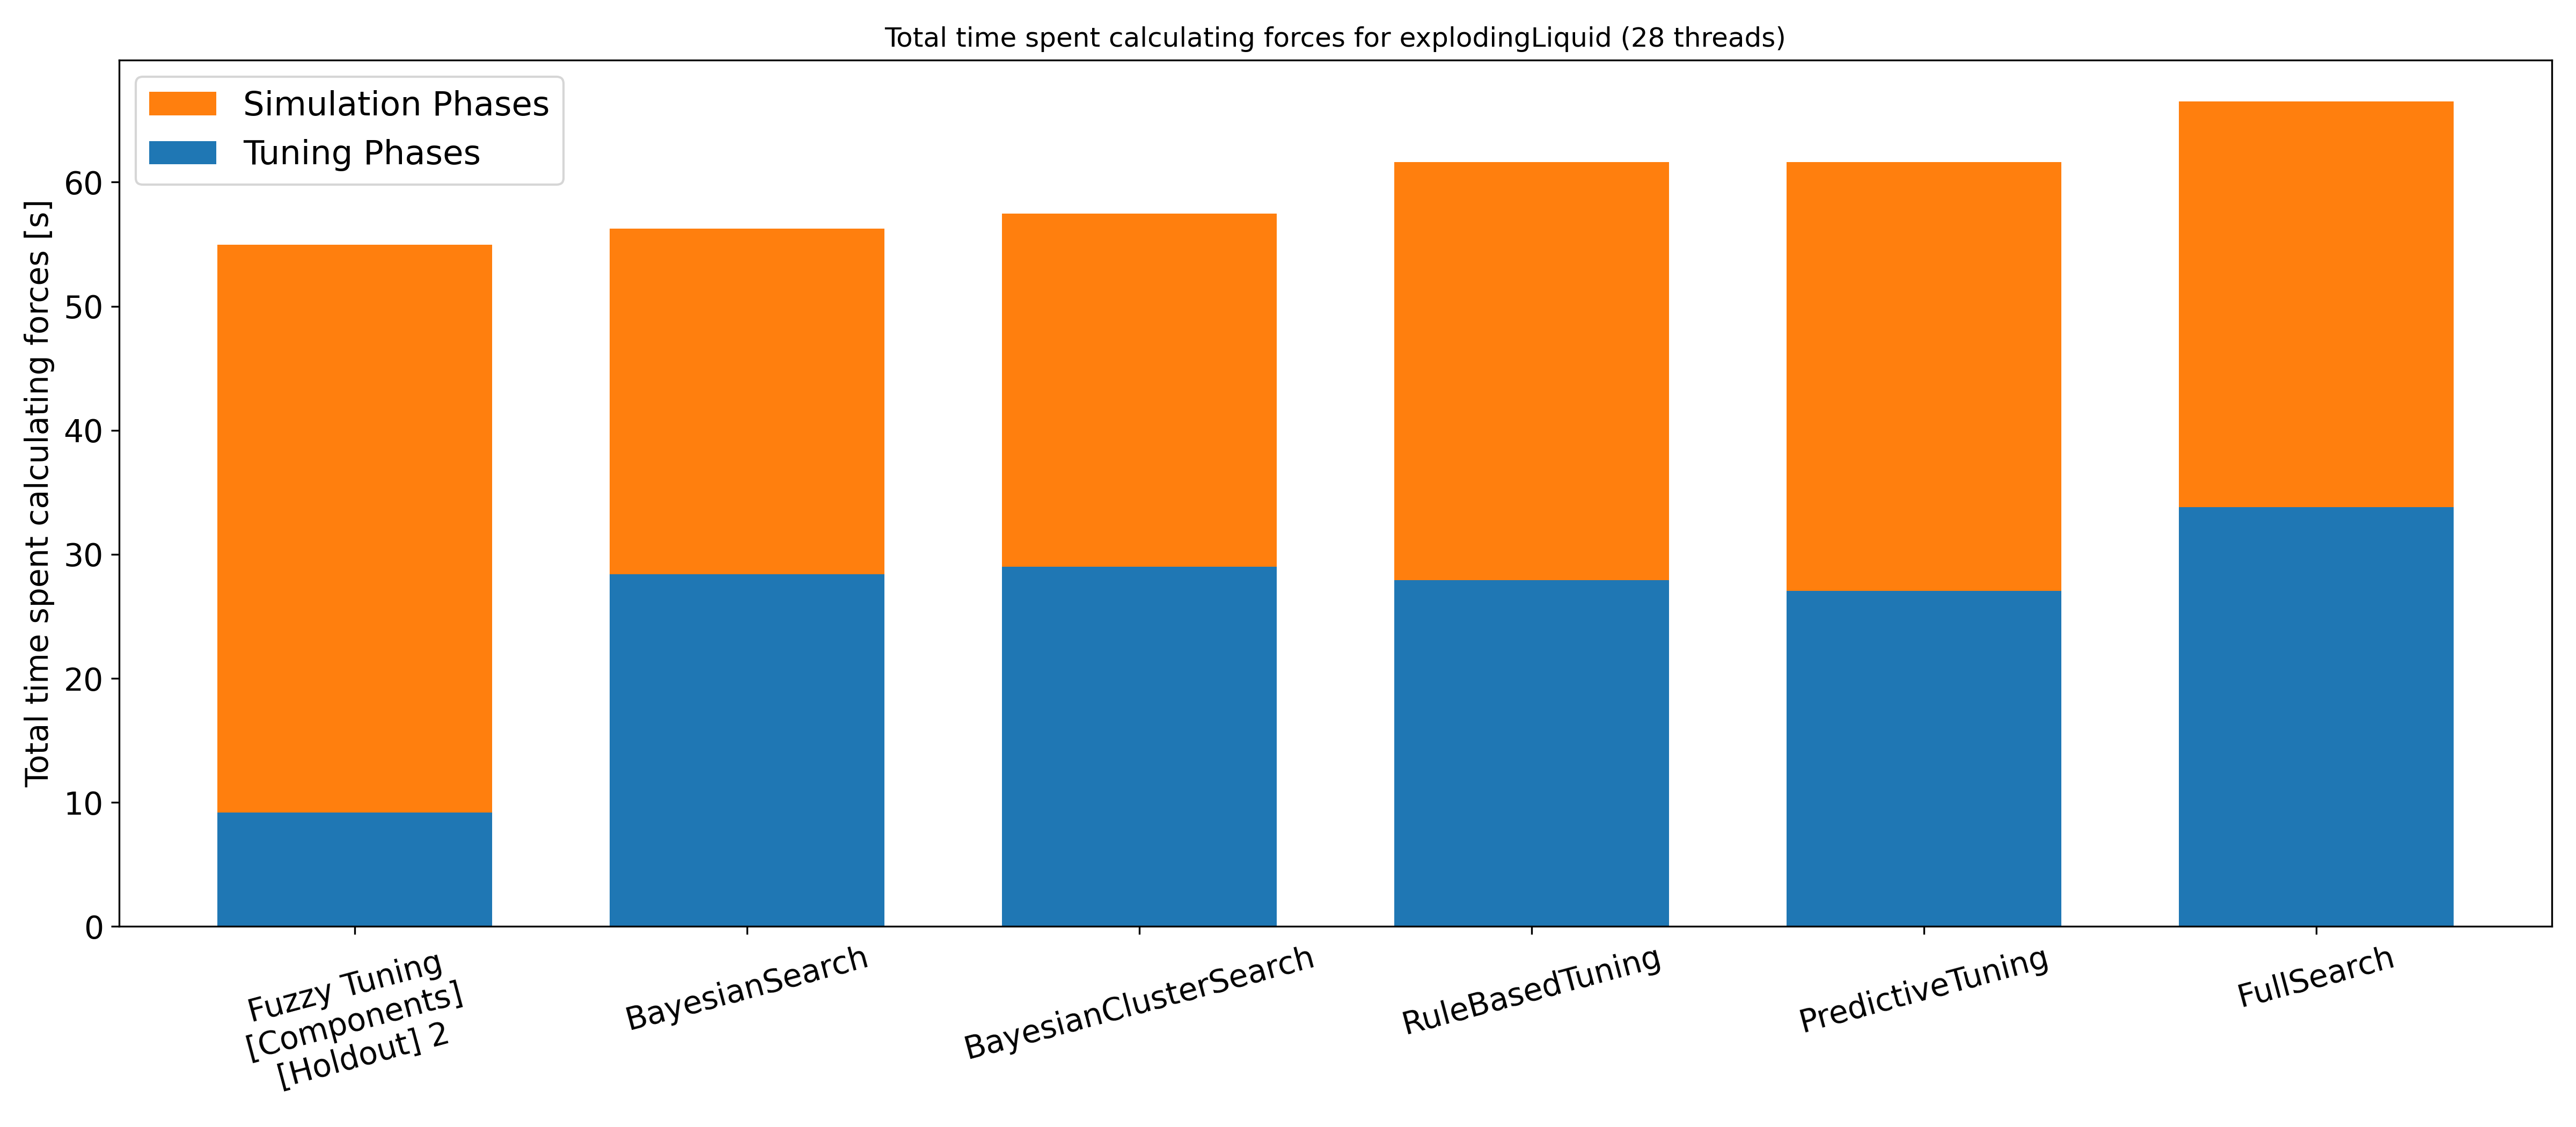 Total time spent calculating forces for explodingLiquid (28 threads)
Simulation Phases
Tuning Phases
Total time spent calculating forces [s]
60
50
40
30
20
10
0
Fuzzy Tuning
[Components]
[Holdout] 2
BayesianSearch
BayesianClusterSearch
RuleBasedTuning
PredictiveTuning
FullSearch